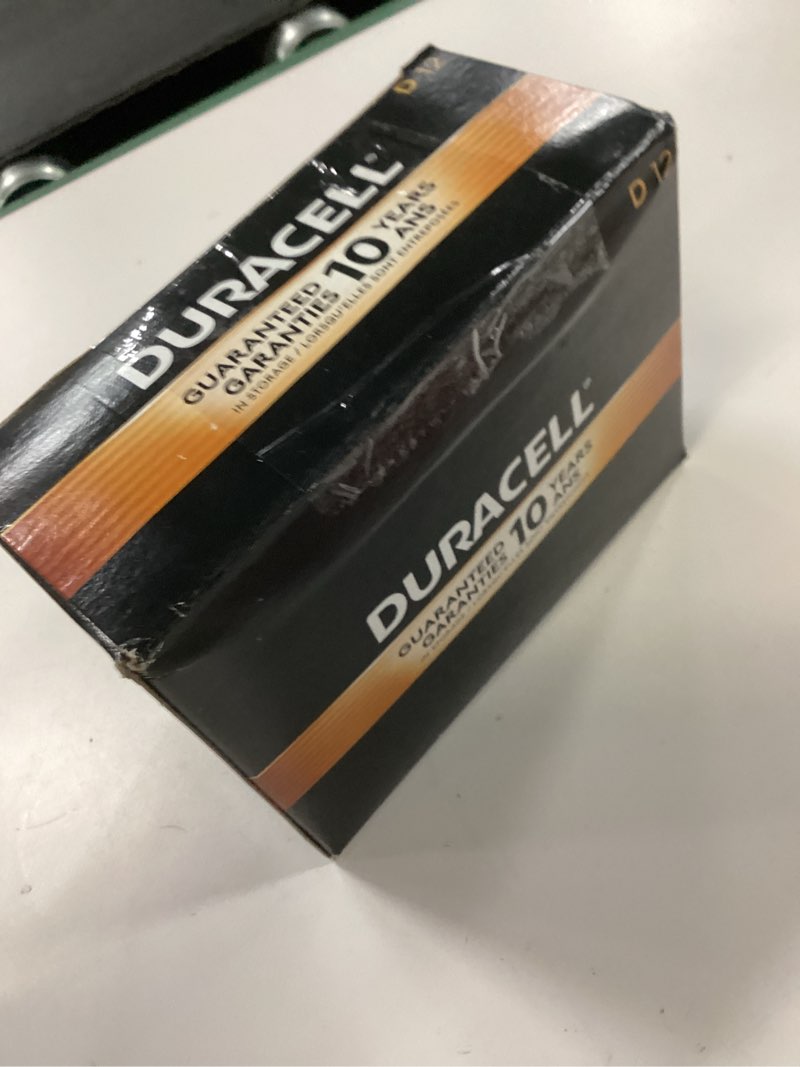 D 12
DURACELL®
GUARANTEED 10 YEARS
GARANTIES ANS
IN STORAGE / LORSQU'ELLES SONT ENTREPOSÉES
D 12
DURACELL®
GUARANTEED 10 YEARS
GARANTIES ANS